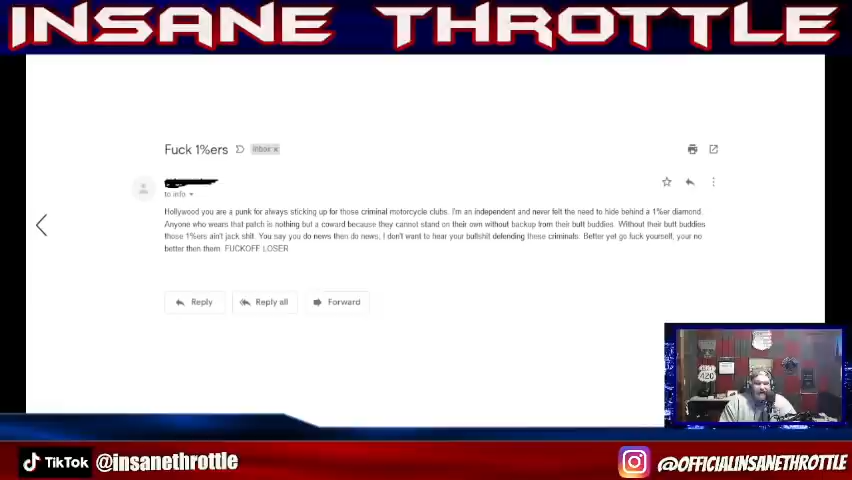 INSANE THROTTLE
Fuck 1%ers Inbox x
to info
Hollywood you are a punk for always sticking up for those criminal motorcycle clubs. I'm an independent and never felt the need to hide behind a 1%er diamond.
Anyone who wears that patch is nothing but a coward because they cannot stand on their own without backup from their butt buddies. Without their butt buddies
those 1%ers ain't jack shit. You say you do news then do news, I don't want to hear your bullshit defending these criminals. Better yet go fuck yourself, your no
better then them. FUCKOFF LOSER
Reply Reply all Forward
420
TikTok @insanethrottle @OFFICIALINSANETHROTTLE